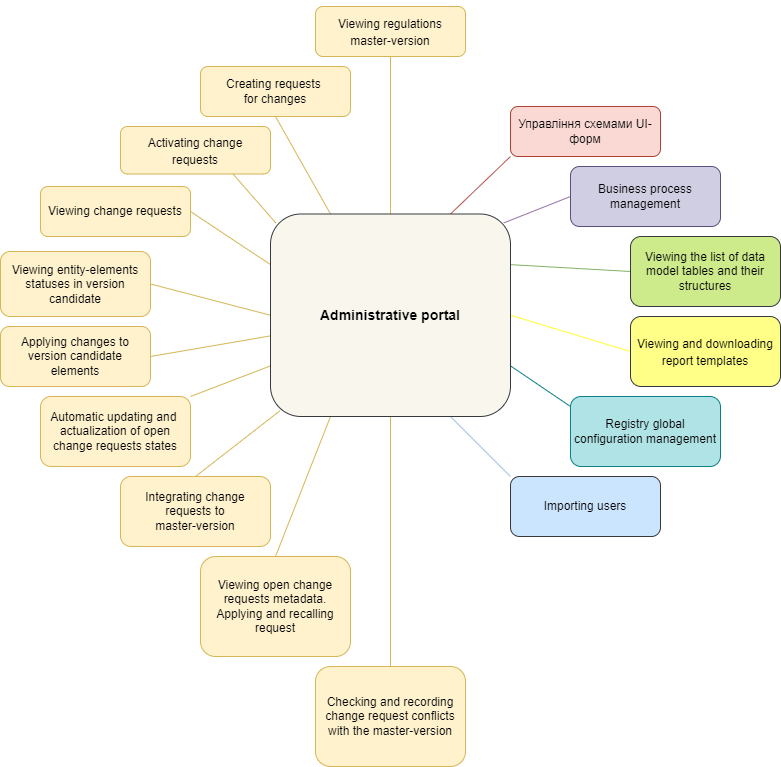 Viewing regulations
master-version
Creating requests
for changes
Activating change
requests
Viewing change requests
Viewing entity-elements
statuses in version
candidate
Applying changes to
version candidate
elements
Automatic updating and
actualization of open
change requests states
Integrating change
requests to
master-version
Viewing open change
requests metadata.
Applying and recalling
request
Checking and recording
change request conflicts
with the master-version
Administrative portal
Управління схемами UI-
форм
Business process
management
Viewing the list of data
model tables and their
structures
Viewing and downloading
report templates
Registry global
configuration management
Importing users